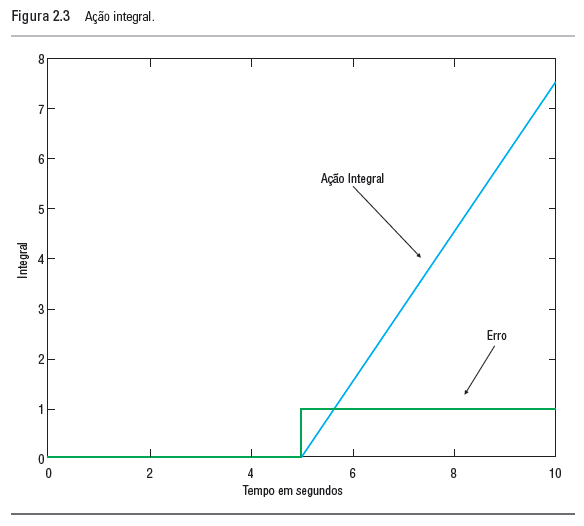 Figura 2.3 Ação integral.
8
7
6
5
4
3
2
1
0
Integral
Ação Integral
Erro
0 2 4 6 8 10
Tempo em segundos